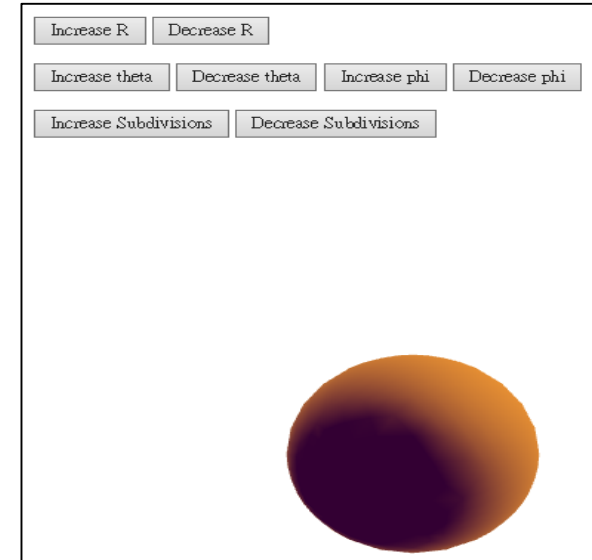 Increase R Decrease R
Increase theta Decrease theta Increase phi Decrease phi
Increase Subdivisions Decrease Subdivisions